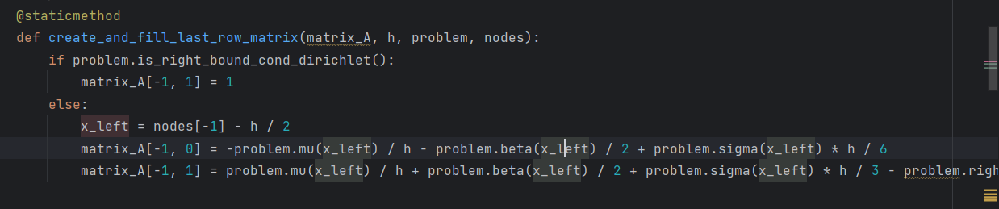 @staticmethod
def create_and_fill_last_row_matrix(matrix_A, h, problem, nodes):
    if problem.is_right_bound_cond_dirichlet():
        matrix_A[-1, 1] = 1
    else:
        x_left = nodes[-1] - h / 2
        matrix_A[-1, 0] = -problem.mu(x_left) / h - problem.beta(x_left) / 2 + problem.sigma(x_left) * h / 6
        matrix_A[-1, 1] = problem.mu(x_left) / h + problem.beta(x_left) / 2 + problem.sigma(x_left) * h / 3 - problem.righ